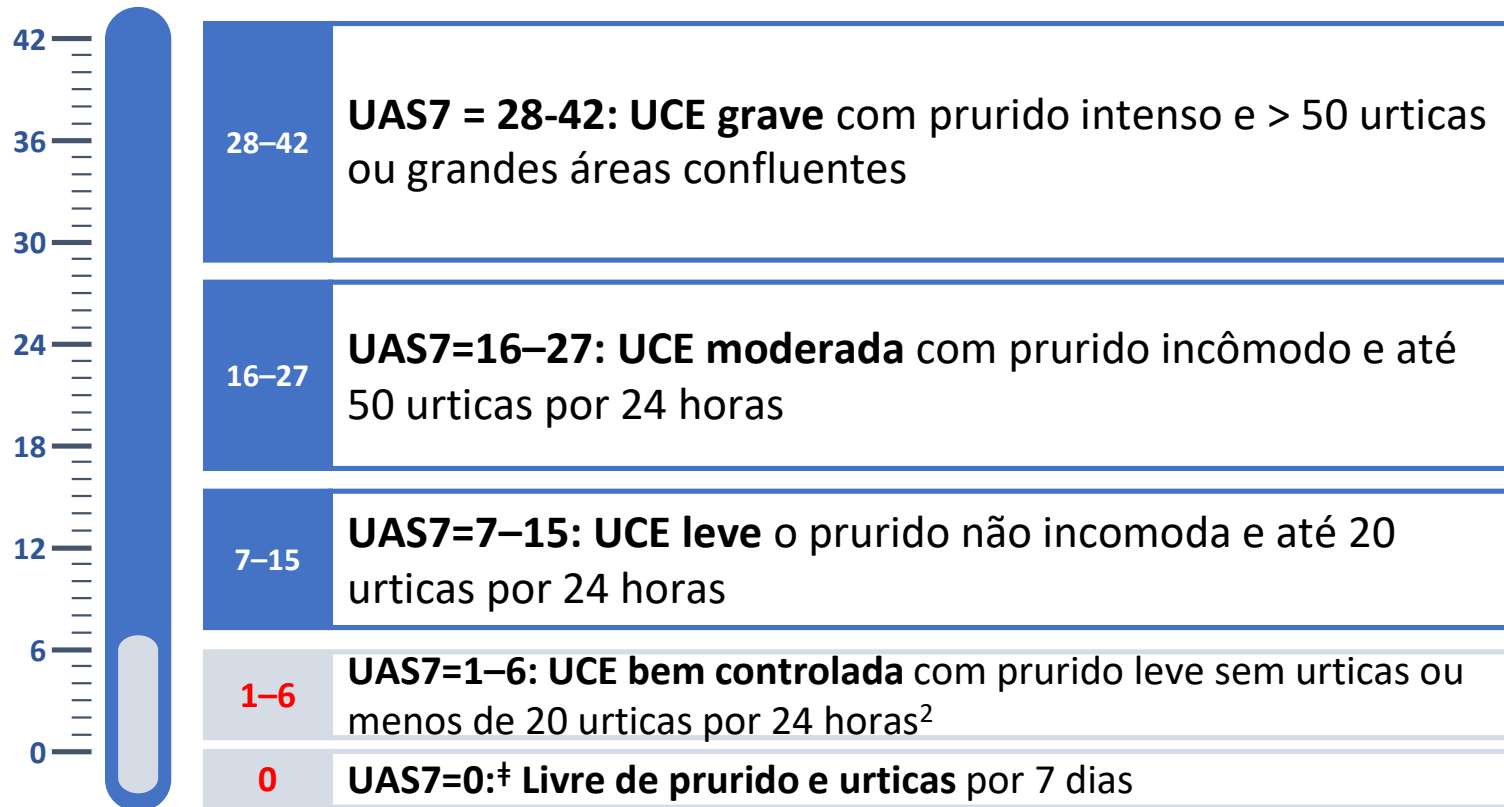 42
36
30
24
18
12
6
0
28–42
UAS7 = 28-42: UCE grave com prurido intenso e > 50 urticas
ou grandes áreas confluentes
16–27
UAS7=16–27: UCE moderada com prurido incômodo e até
50 urticas por 24 horas
7–15
UAS7=7–15: UCE leve o prurido não incomoda e até 20
urticas por 24 horas
1–6
UAS7=1–6: UCE bem controlada com prurido leve sem urticas ou
menos de 20 urticas por 24 horas²
0
UAS7=0:ǂ Livre de prurido e urticas por 7 dias